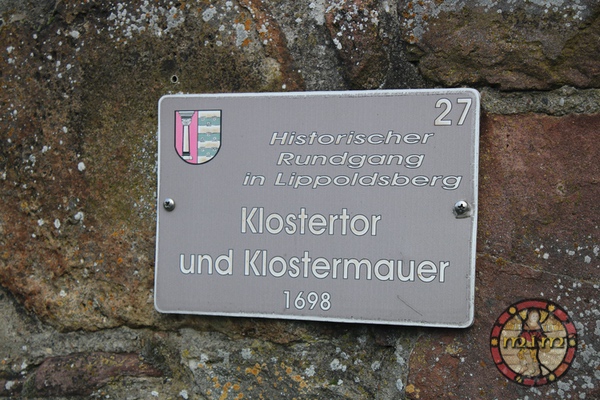 27
Historischer
Rundgang
in Lippoldsberg
Klostertor
und Klostermauer
1698